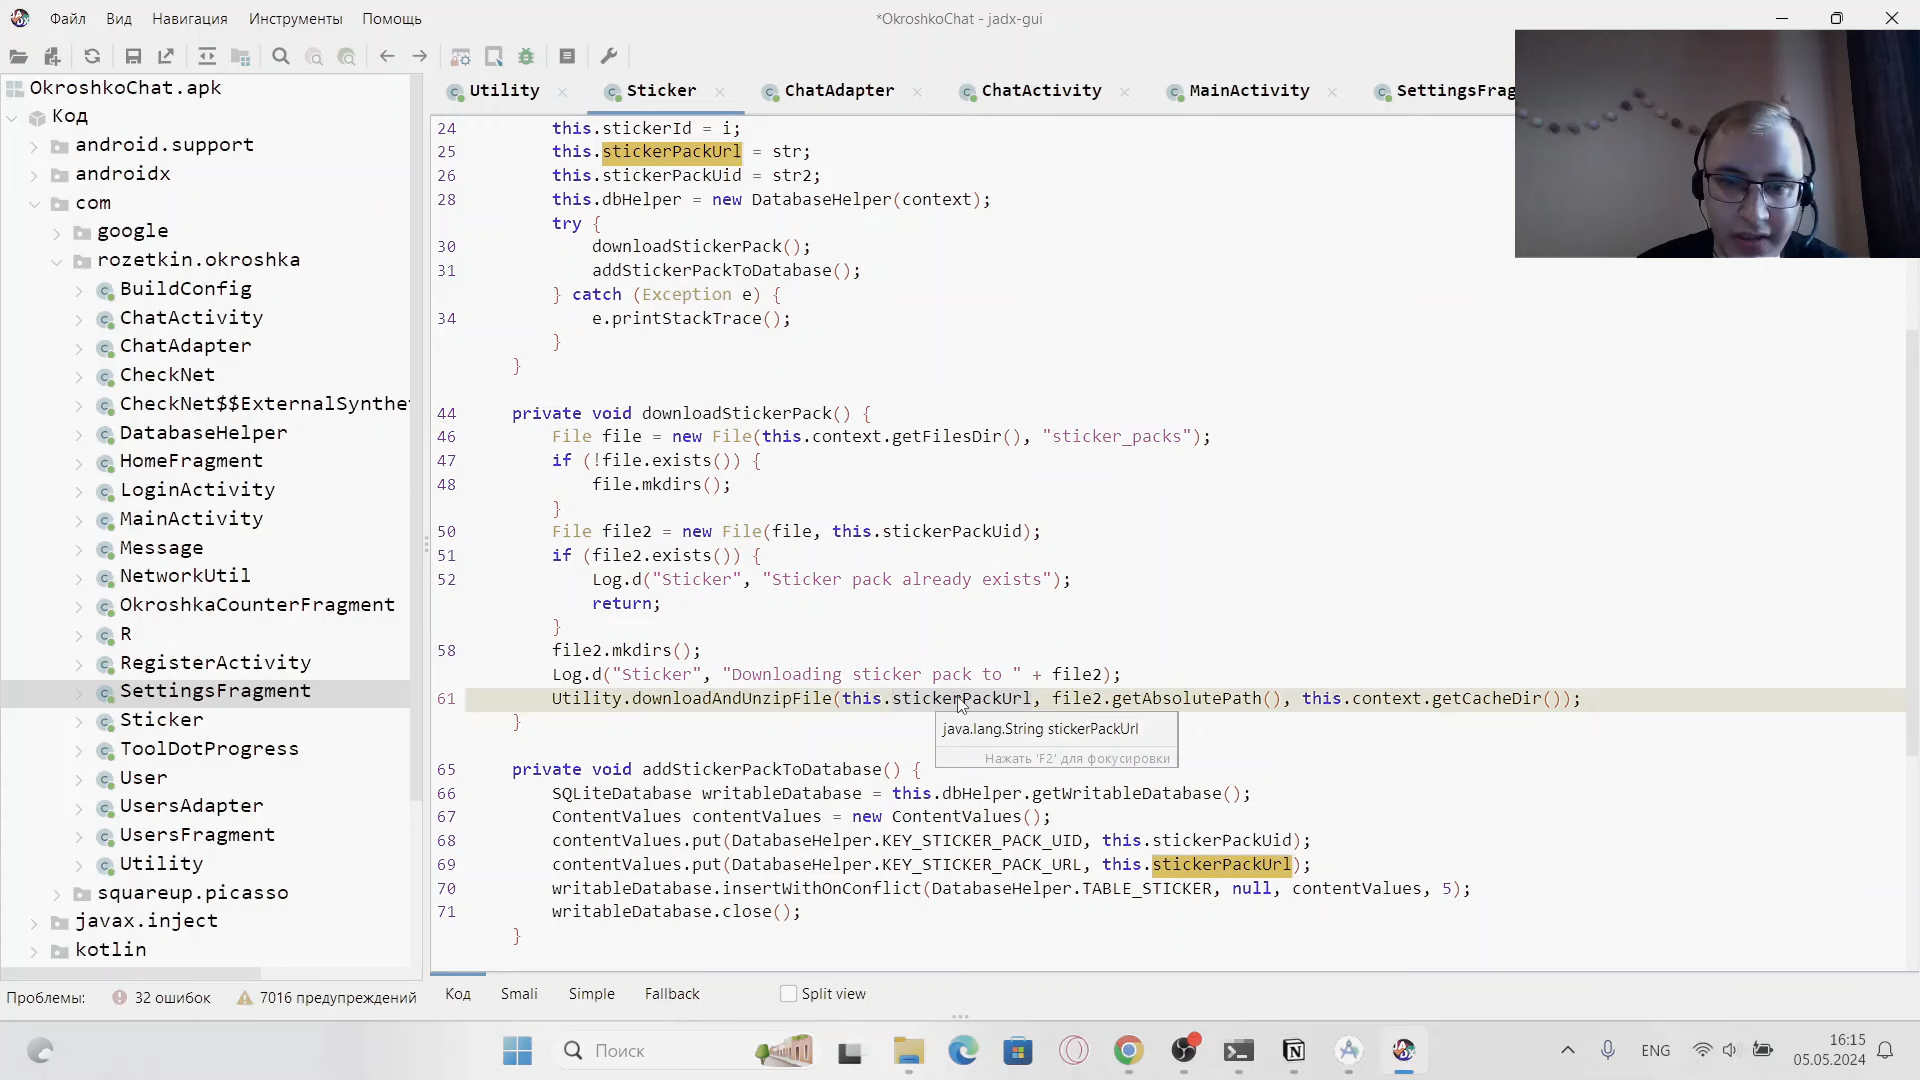 *OkroshkoChat - jadx-gui
Файл Вид Навигация Инструменты Помощь
OkroshkoChat.apk
Код
android.support
androidx
com
google
rozetkin.okroshka
BuildConfig
ChatActivity
ChatAdapter
CheckNet
CheckNet$$ExternalSynthe
DatabaseHelper
HomeFragment
LoginActivity
MainActivity
Message
NetworkUtil
OkroshkaCounterFragment
R
RegisterActivity
SettingsFragment
Sticker
ToolDotProgress
User
UsersAdapter
UsersFragment
Utility
squareup.picasso
javax.inject
kotlin
Utility Sticker ChatAdapter ChatActivity MainActivity SettingsFrag
24 this.stickerId = i;
25 this.stickerPackUrl = str;
26 this.stickerPackUid = str2;
28 this.dbHelper = new DatabaseHelper(context);
try {
30 downloadStickerPack();
31 addStickerPackToDatabase();
} catch (Exception e) {
34 e.printStackTrace();
}
}
44 private void downloadStickerPack() {
46 File file = new File(this.context.getFilesDir(), "sticker_packs");
47 if (!file.exists()) {
48 file.mkdirs();
}
50 File file2 = new File(file, this.stickerPackUid);
51 if (file2.exists()) {
52 Log.d("Sticker", "Sticker pack already exists");
return;
}
58 file2.mkdirs();
Log.d("Sticker", "Downloading sticker pack to " + file2);
61 Utility.downloadAndUnzipFile(this.stickerPackUrl, file2.getAbsolutePath(), this.context.getCacheDir());
}
java.lang.String stickerPackUrl
Нажать 'F2' для фокусировки
65 private void addStickerPackToDatabase() {
66 SQLiteDatabase writableDatabase = this.dbHelper.getWritableDatabase();
67 ContentValues contentValues = new ContentValues();
68 contentValues.put(DatabaseHelper.KEY_STICKER_PACK_UID, this.stickerPackUid);
69 contentValues.put(DatabaseHelper.KEY_STICKER_PACK_URL, this.stickerPackUrl);
70 writableDatabase.insertWithOnConflict(DatabaseHelper.TABLE_STICKER, null, contentValues, 5);
71 writableDatabase.close();
}
Проблемы: 32 ошибок 7016 предупреждений
Код Smali Simple Fallback Split view
Поиск
ENG
16:15
05.05.2024